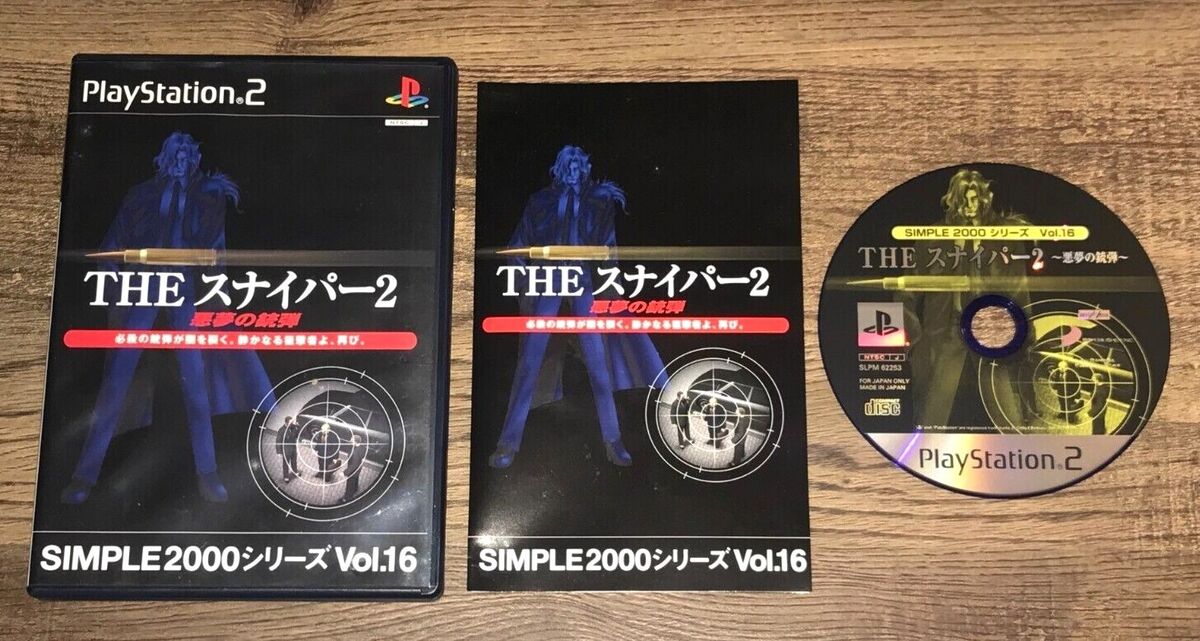 PlayStation®2
NTSC J
THE スナイパー2
悪夢の銃弾
必殺の銃弾が闇を裂く。静かなる狙撃者よ、再び。
SIMPLE2000シリーズ Vol.16
THE スナイパー2
悪夢の銃弾
必殺の銃弾が闇を裂く。静かなる狙撃者よ、再び。
SIMPLE2000シリーズ Vol.16
SIMPLE 2000 シリーズ Vol.16
THE スナイパー2 ~悪夢の銃弾~
NTSC J
SLPM 62253
FOR JAPAN ONLY
MADE IN JAPAN
COMPACT
disc
PlayStation®2